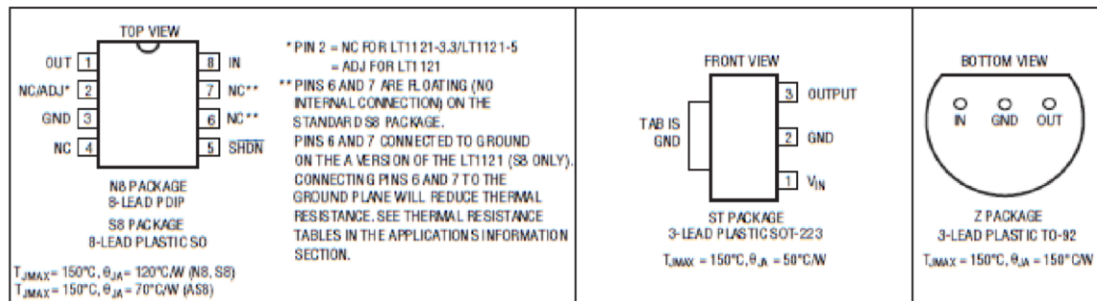 TOP VIEW
OUT 1
8 IN
NC/ADJ* 2
7 NC**
GND 3
6 NC**
NC 4
5 SHDN
N8 PACKAGE
8-LEAD PDIP
S8 PACKAGE
8-LEAD PLASTIC SO
TJMAX = 150°C, θJA = 120°C/W (N8, S8)
TJMAX = 150°C, θJA = 70°C/W (AS8)
* PIN 2 = NC FOR LT1121-3.3/LT1121-5
= ADJ FOR LT1121
** PINS 6 AND 7 ARE FLOATING (NO
INTERNAL CONNECTION) ON THE
STANDARD S8 PACKAGE.
PINS 6 AND 7 CONNECTED TO GROUND
ON THE A VERSION OF THE LT1121 (S8 ONLY).
CONNECTING PINS 6 AND 7 TO THE
GROUND PLANE WILL REDUCE THERMAL
RESISTANCE. SEE THERMAL RESISTANCE
TABLES IN THE APPLICATIONS INFORMATION
SECTION.
FRONT VIEW
3 OUTPUT
TAB IS
GND
2 GND
1 VIN
ST PACKAGE
3-LEAD PLASTIC SOT-223
TJMAX = 150°C, θJA = 50°C/W
BOTTOM VIEW
IN GND OUT
Z PACKAGE
3-LEAD PLASTIC TO-92
TJMAX = 150°C, θJA = 150°C/W